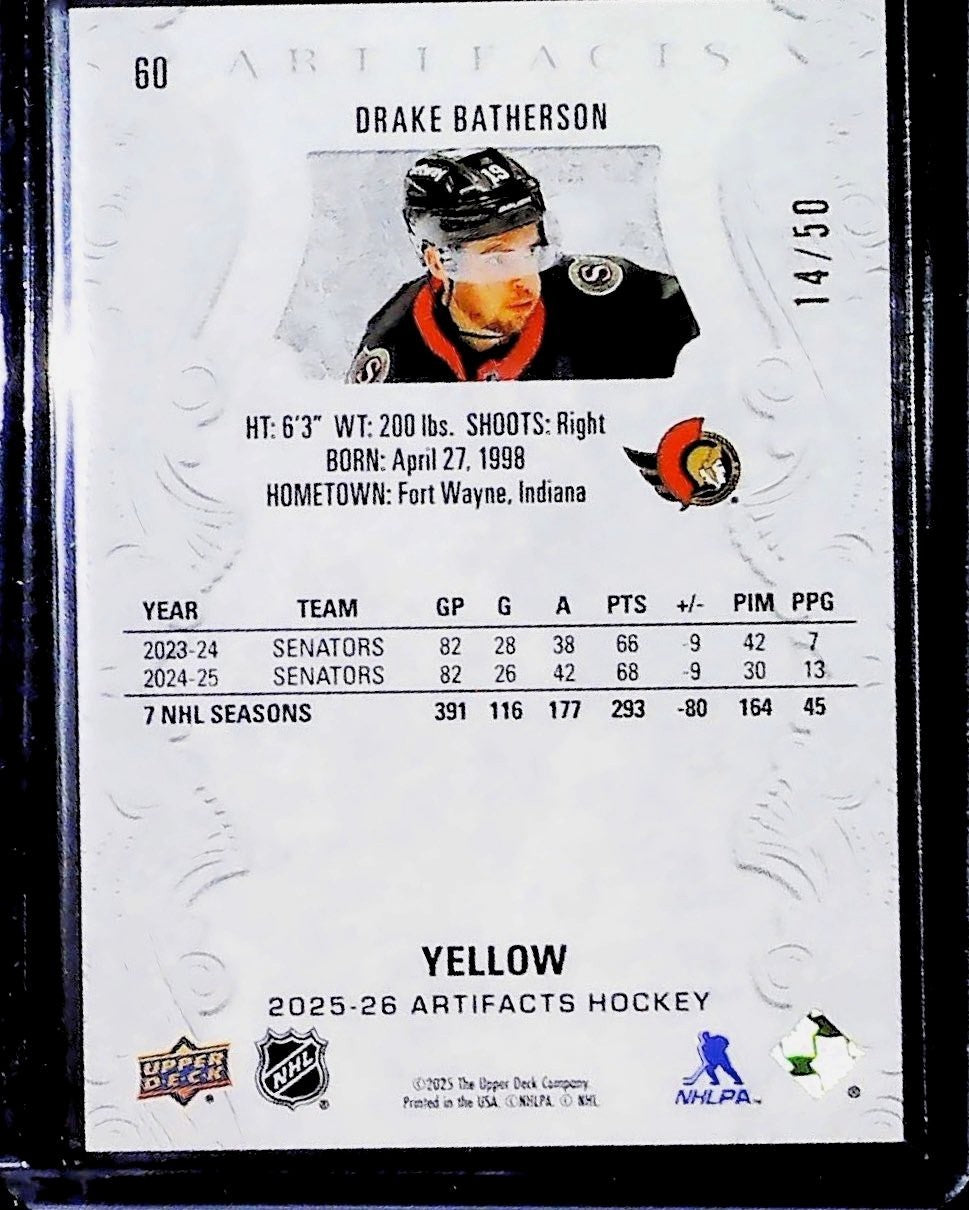 60
ARTIFACTS
DRAKE BATHERSON
19
14/50
HT: 6'3" WT: 200 lbs. SHOOTS: Right
BORN: April 27, 1998
HOMETOWN: Fort Wayne, Indiana
YEAR TEAM GP G A PTS +/- PIM PPG
2023-24 SENATORS 82 28 38 66 -9 42 7
2024-25 SENATORS 82 26 42 68 -9 30 13
7 NHL SEASONS 391 116 177 293 -80 164 45
YELLOW
2025-26 ARTIFACTS HOCKEY
UPPER DECK
NHL
©2025 The Upper Deck Company.
Printed in the USA. © NHLPA. © NHL
NHLPA™
®